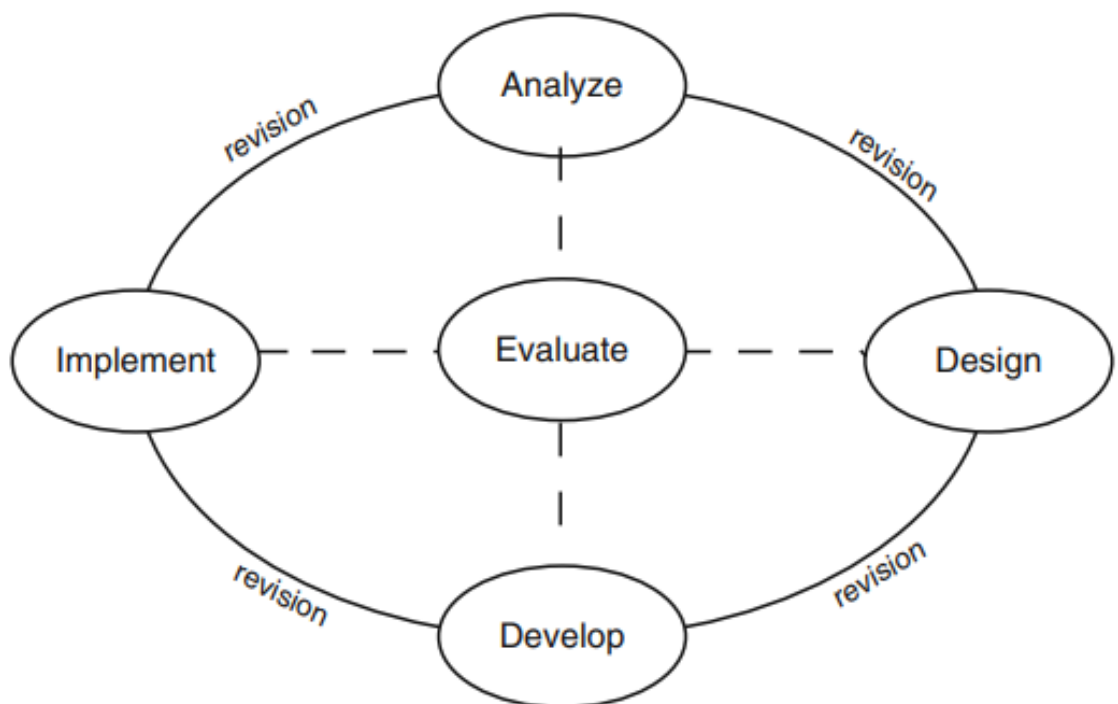 Analyze
revision
revision
Implement
Evaluate
Design
revision
revision
Develop